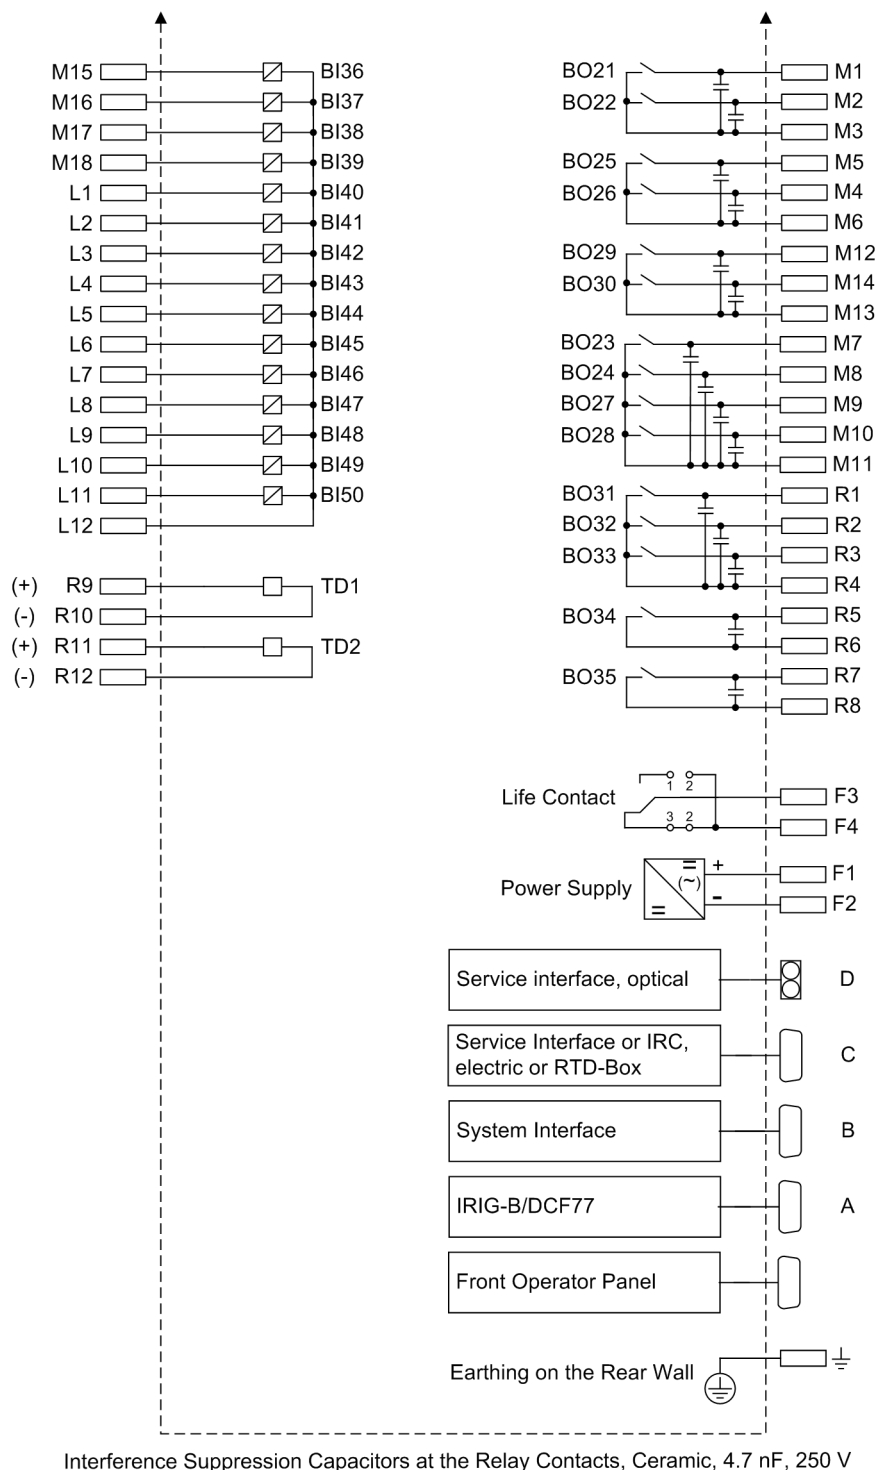 M15 BI36 BO21 M1
M16 BI37 BO22 M2
M17 BI38 M3
M18 BI39 BO25 M5
L1 BI40 BO26 M4
L2 BI41 M6
L3 BI42 BO29 M12
L4 BI43 BO30 M14
L5 BI44 M13
L6 BI45 BO23 M7
L7 BI46 BO24 M8
L8 BI47 BO27 M9
L9 BI48 BO28 M10
L10 BI49 M11
L11 BI50 BO31 R1
L12 BO32 R2
BO33 R3
(+) R9 TD1 R4
(-) R10 BO34 R5
(+) R11 TD2 R6
(-) R12 BO35 R7
R8
1 2
Life Contact F3
3 2 F4
= + F1
Power Supply (~)
= - F2
Service interface, optical D
Service Interface or IRC,
electric or RTD-Box C
System Interface B
IRIG-B/DCF77 A
Front Operator Panel
Earthing on the Rear Wall
Interference Suppression Capacitors at the Relay Contacts, Ceramic, 4.7 nF, 250 V